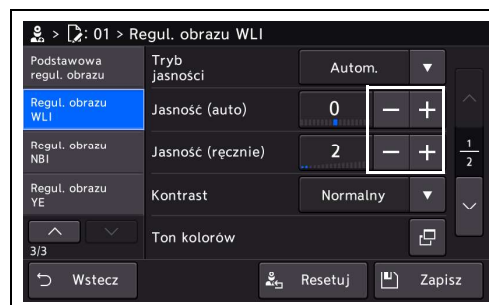 > : 01 > Regul. obrazu WLI
Podstawowa
regul. obrazu
Tryb
jasności
Autom.
Regul. obrazu
WLI
Jasność (auto)
0
Regul. obrazu
NBI
Jasność (ręcznie)
2
1
2
Regul. obrazu
YE
Kontrast
Normalny
3/3
Ton kolorów
Wstecz
Resetuj
Zapisz